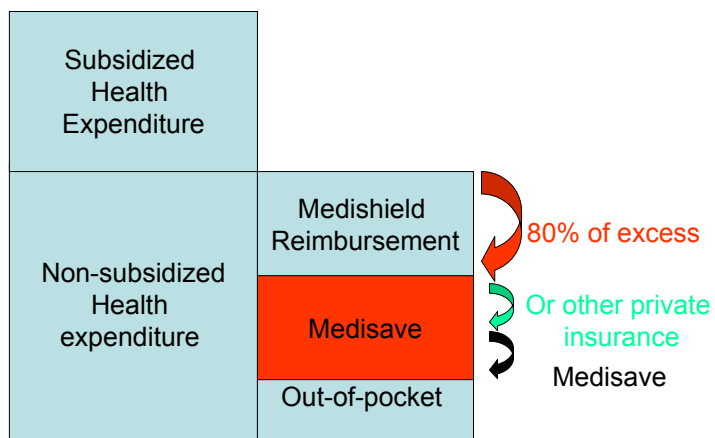 Subsidized
Health
Expenditure
Non-subsidized
Health
expenditure
Medishield
Reimbursement
Medisave
Out-of-pocket
80% of excess
Or other private
insurance
Medisave